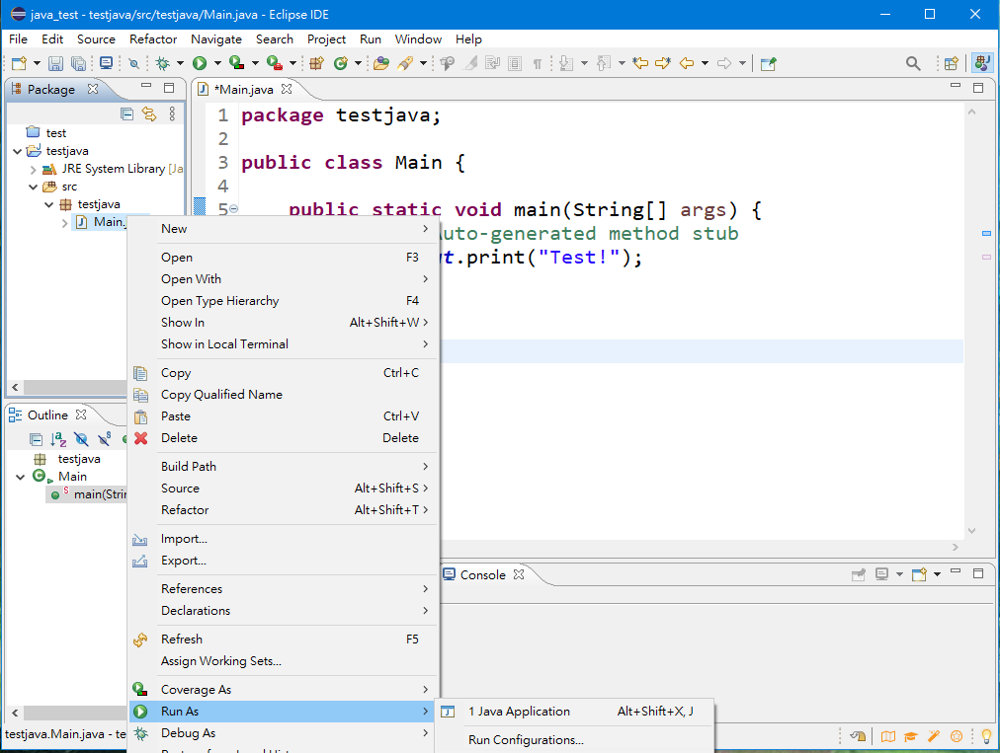 java_test - testjava/src/testjava/Main.java - Eclipse IDE
File Edit Source Refactor Navigate Search Project Run Window Help
Package
test
testjava
JRE System Library [Ja
src
testjava
Main.
*Main.java
1 package testjava;
2
3 public class Main {
4
5 public static void main(String[] args) {
Auto-generated method stub
ut.print("Test!");
New
Open F3
Open With
Open Type Hierarchy F4
Show In Alt+Shift+W
Show in Local Terminal
Copy Ctrl+C
Copy Qualified Name
Paste Ctrl+V
Delete Delete
Build Path
Source Alt+Shift+S
Refactor Alt+Shift+T
Import...
Export...
References
Declarations
Refresh F5
Assign Working Sets...
Coverage As
Run As
Debug As
1 Java Application Alt+Shift+X, J
Run Configurations...
Outline
testjava
Main
main(Strin
Console
testjava.Main.java - te